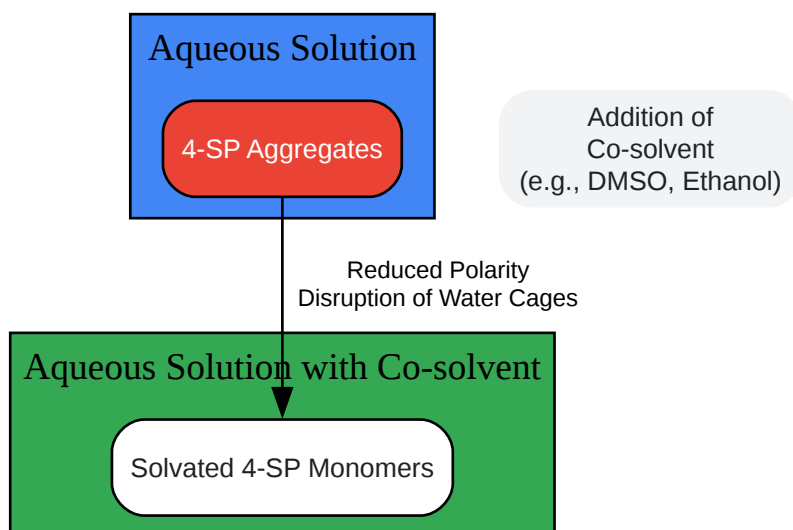 Aqueous Solution
4-SP Aggregates
Addition of
Co-solvent
(e.g., DMSO, Ethanol)
Reduced Polarity
Disruption of Water Cages
Aqueous Solution with Co-solvent
Solvated 4-SP Monomers